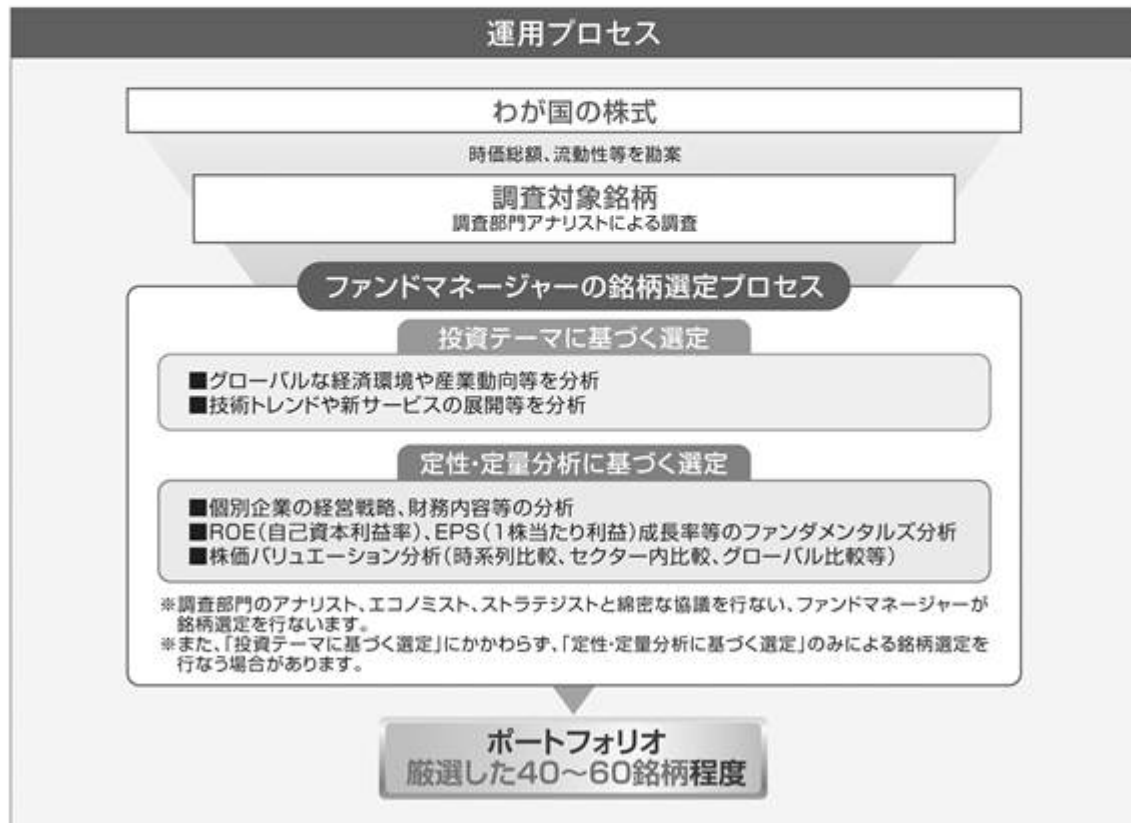 運用プロセス
わが国の株式
時価総額、流動性等を勘案
調査対象銘柄
調査部門アナリストによる調査
ファンドマネージャーの銘柄選定プロセス
投資テーマに基づく選定
■グローバルな経済環境や産業動向等を分析
■技術トレンドや新サービスの展開等を分析
定性・定量分析に基づく選定
■個別企業の経営戦略、財務内容等の分析
■ROE(自己資本利益率)、EPS(1株当たり利益)成長率等のファンダメンタルズ分析
■株価バリュエーション分析(時系列比較、セクター内比較、グローバル比較等)
※調査部門のアナリスト、エコノミスト、ストラテジストと綿密な協議を行ない、ファンドマネージャーが
銘柄選定を行ないます。
※また、「投資テーマに基づく選定」にかかわらず、「定性・定量分析に基づく選定」のみによる銘柄選定を
行なう場合があります。
ポートフォリオ
厳選した40～60銘柄程度